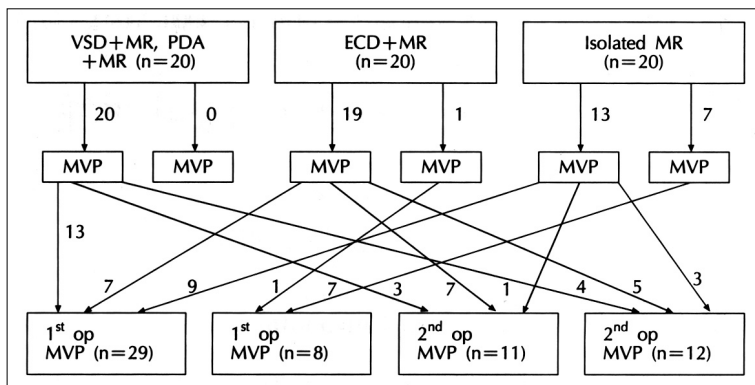 VSD+MR, PDA
+MR (n=20)
ECD+MR
(n=20)
Isolated MR
(n=20)
20
0
19
1
13
7
MVP
MVP
MVP
MVP
MVP
MVP
13
7
9
1
7
3
7
1
4
5
3
1st op
MVP (n=29)
1st op
MVP (n=8)
2nd op
MVP (n=11)
2nd op
MVP (n=12)